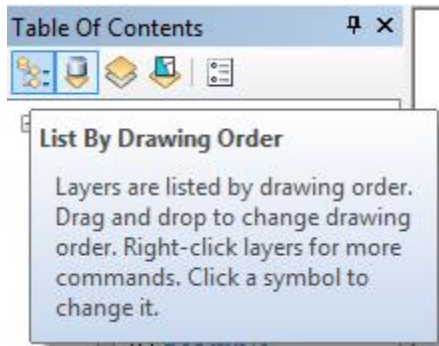 Table Of Contents
List By Drawing Order
Layers are listed by drawing order.
Drag and drop to change drawing
order. Right-click layers for more
commands. Click a symbol to
change it.